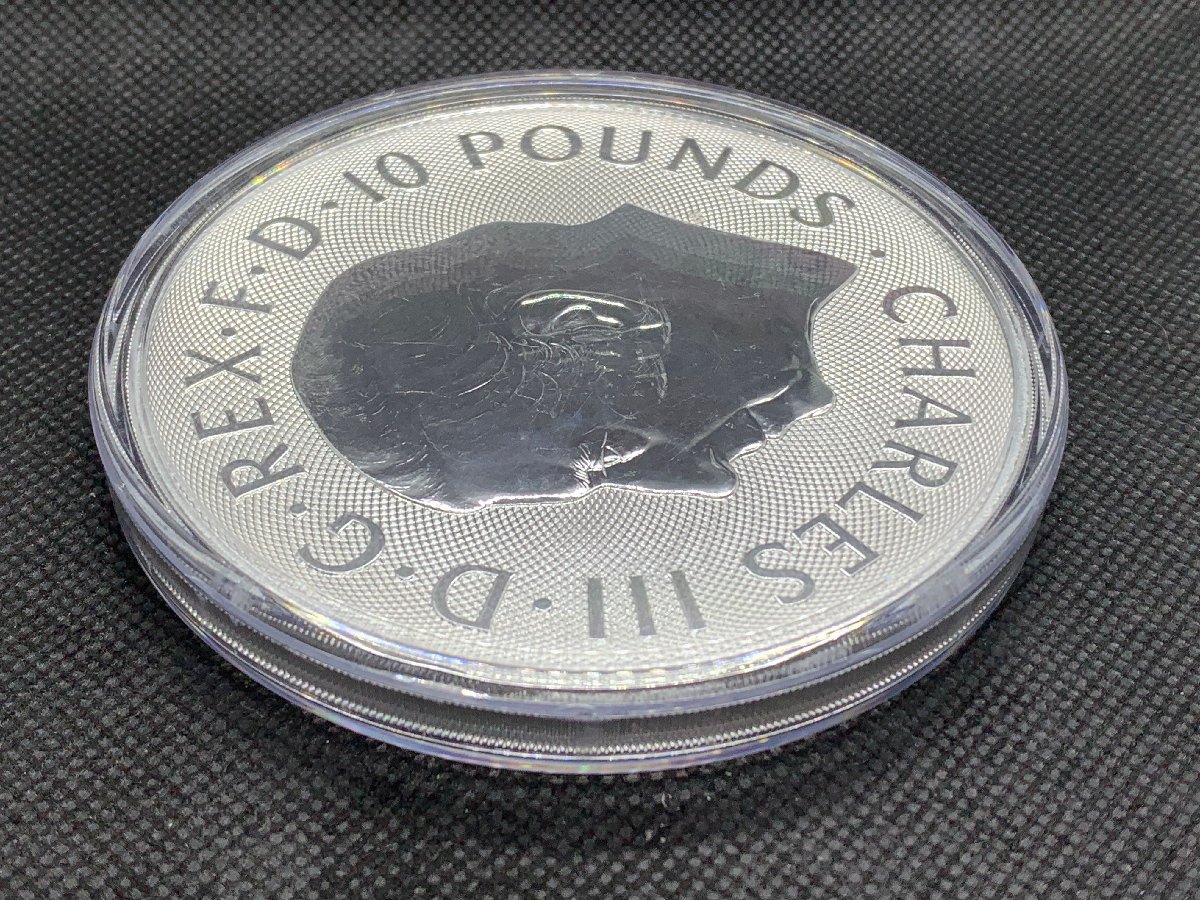 CHARLES III · D · G · REX · F · D · 10 POUNDS ·